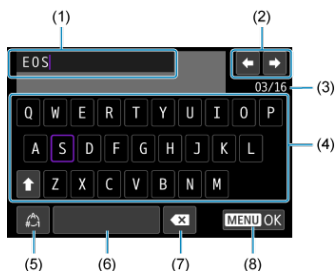 (1) (2)
EOS
03/16 (3)
Q W E R T Y U I O P
A S D F G H J K L (4)
Z X C V B N M
MENU OK
(5) (6) (7) (8)